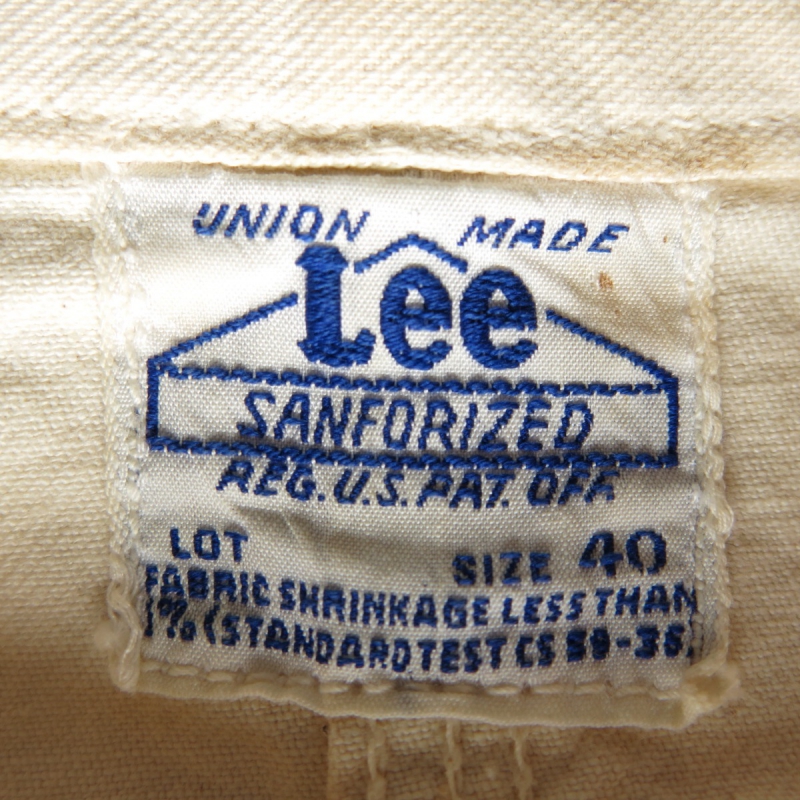 UNION MADE
Lee
SANFORIZED
REG. U.S. PAT. OFF.
LOT SIZE 40
FABRIC SHRINKAGE LESS THAN
1% (STANDARD TEST CS 59-36)